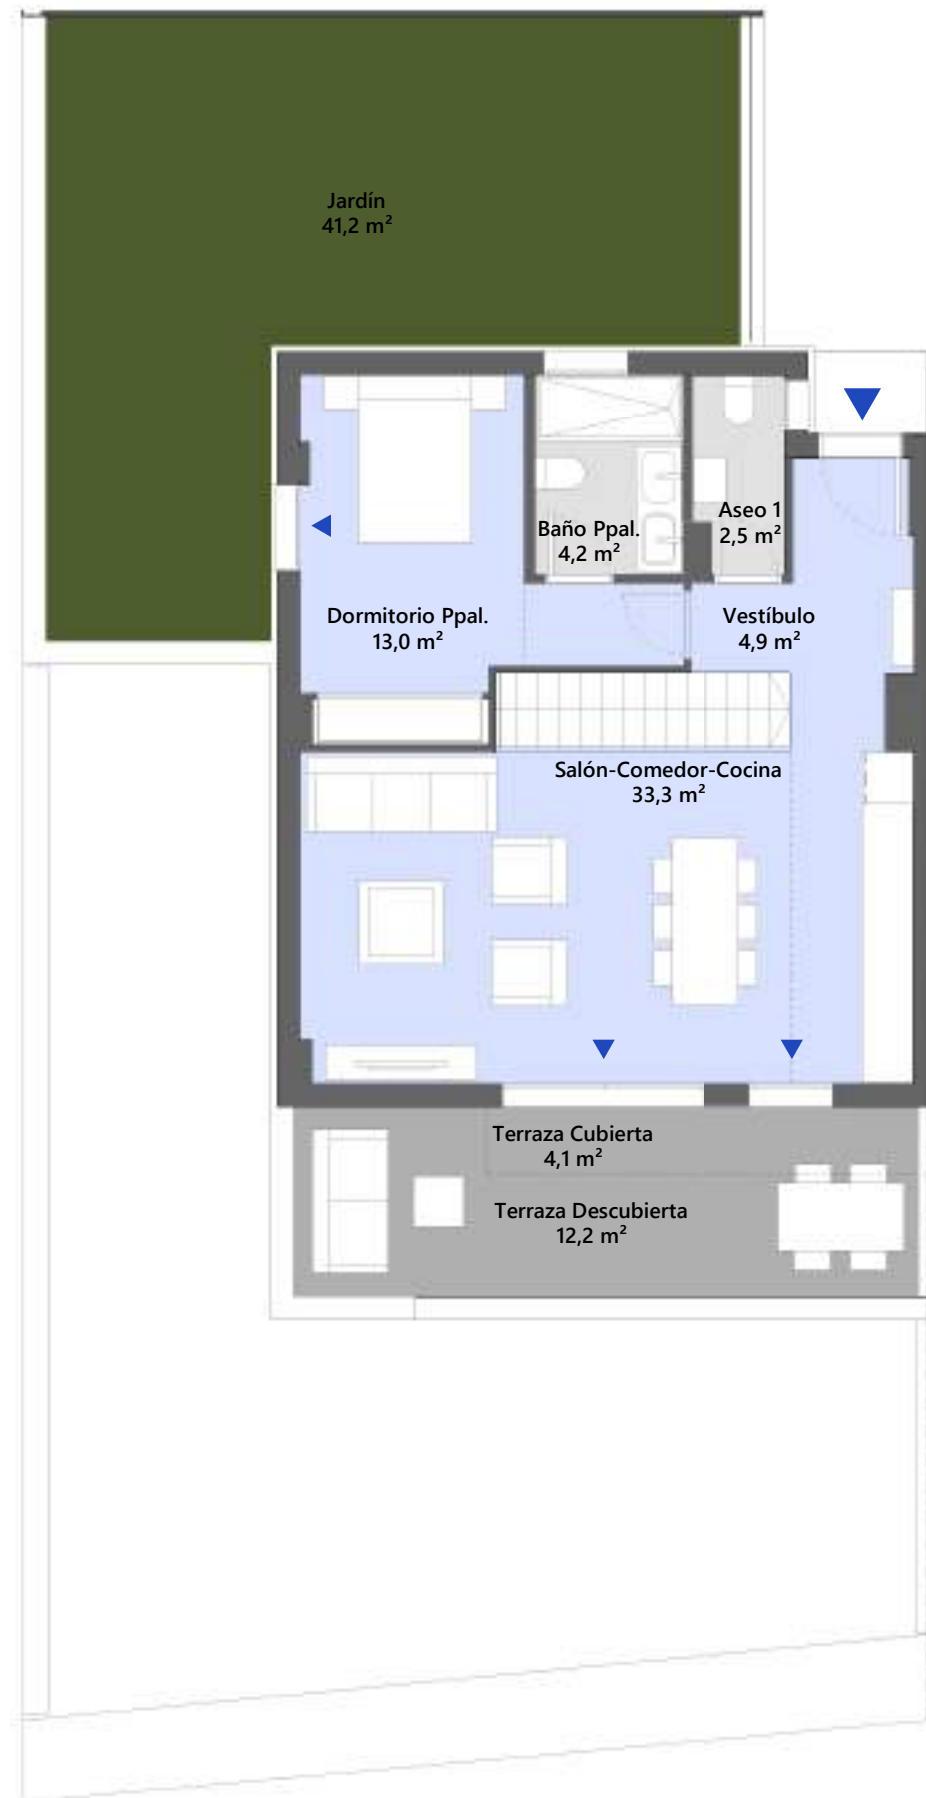 Jardín
41,2 m²
Baño Ppal.
4,2 m²
Aseo 1
2,5 m²
Dormitorio Ppal.
13,0 m²
Vestíbulo
4,9 m²
Salón-Comedor-Cocina
33,3 m²
Terraza Cubierta
4,1 m²
Terraza Descubierta
12,2 m²